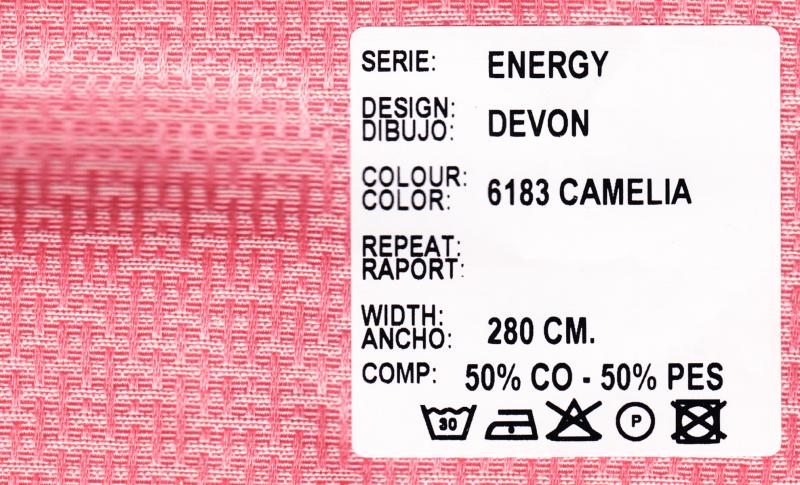 SERIE: ENERGY
DESIGN:
DIBUJO: DEVON
COLOUR:
COLOR: 6183 CAMELIA
REPEAT:
RAPORT:
WIDTH:
ANCHO: 280 CM.
COMP: 50% CO - 50% PES
30 P